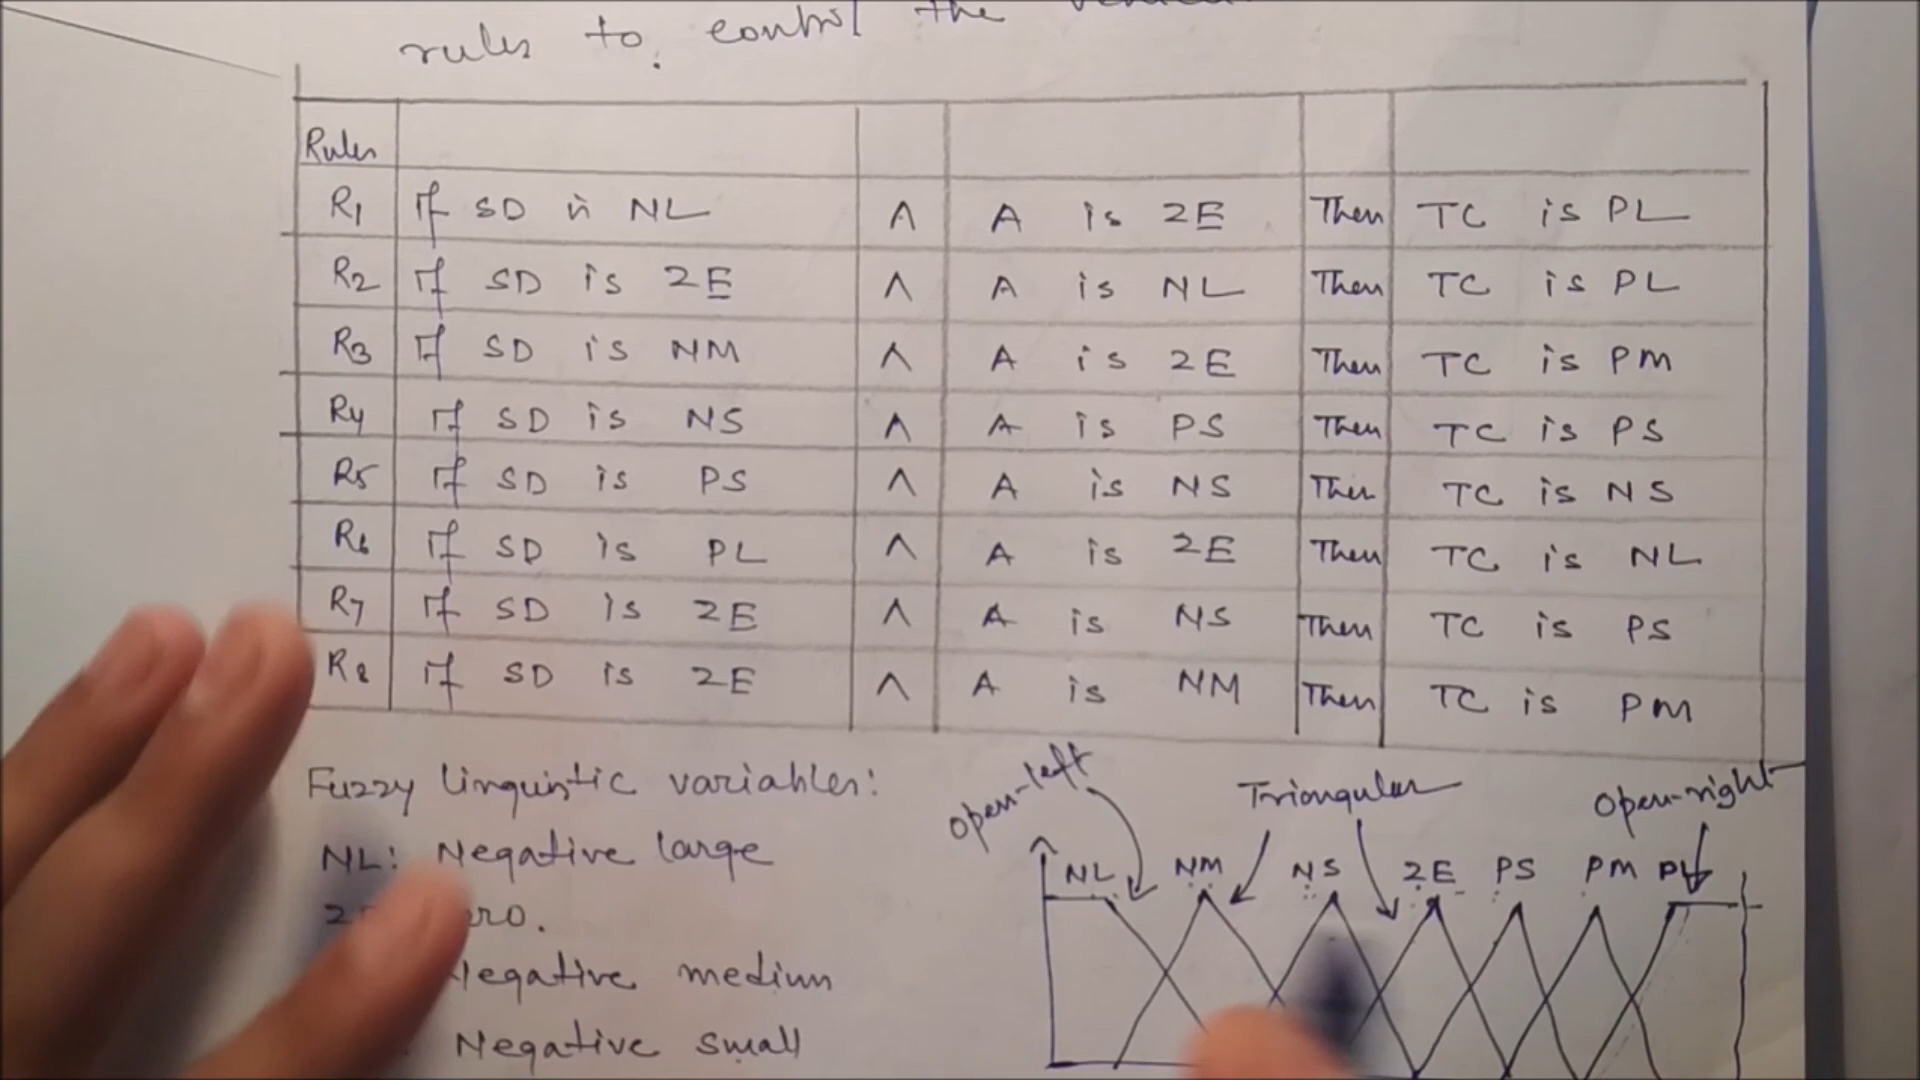 rules to control the
Rules
R1 If SD is NL ∧ A is ZE Then TC is PL
R2 If SD is ZE ∧ A is NL Then TC is PL
R3 If SD is NM ∧ A is ZE Then TC is PM
R4 If SD is NS ∧ A is PS Then TC is PS
R5 If SD is PS ∧ A is NS Then TC is NS
R6 If SD is PL ∧ A is ZE Then TC is NL
R7 If SD is ZE ∧ A is NS Then TC is PS
R8 If SD is ZE ∧ A is NM Then TC is PM
Fuzzy linguistic variables:
NL: Negative large
Negative medium
Negative small
open-left
Triangular
open-right
NL NM NS ZE PS PM PL